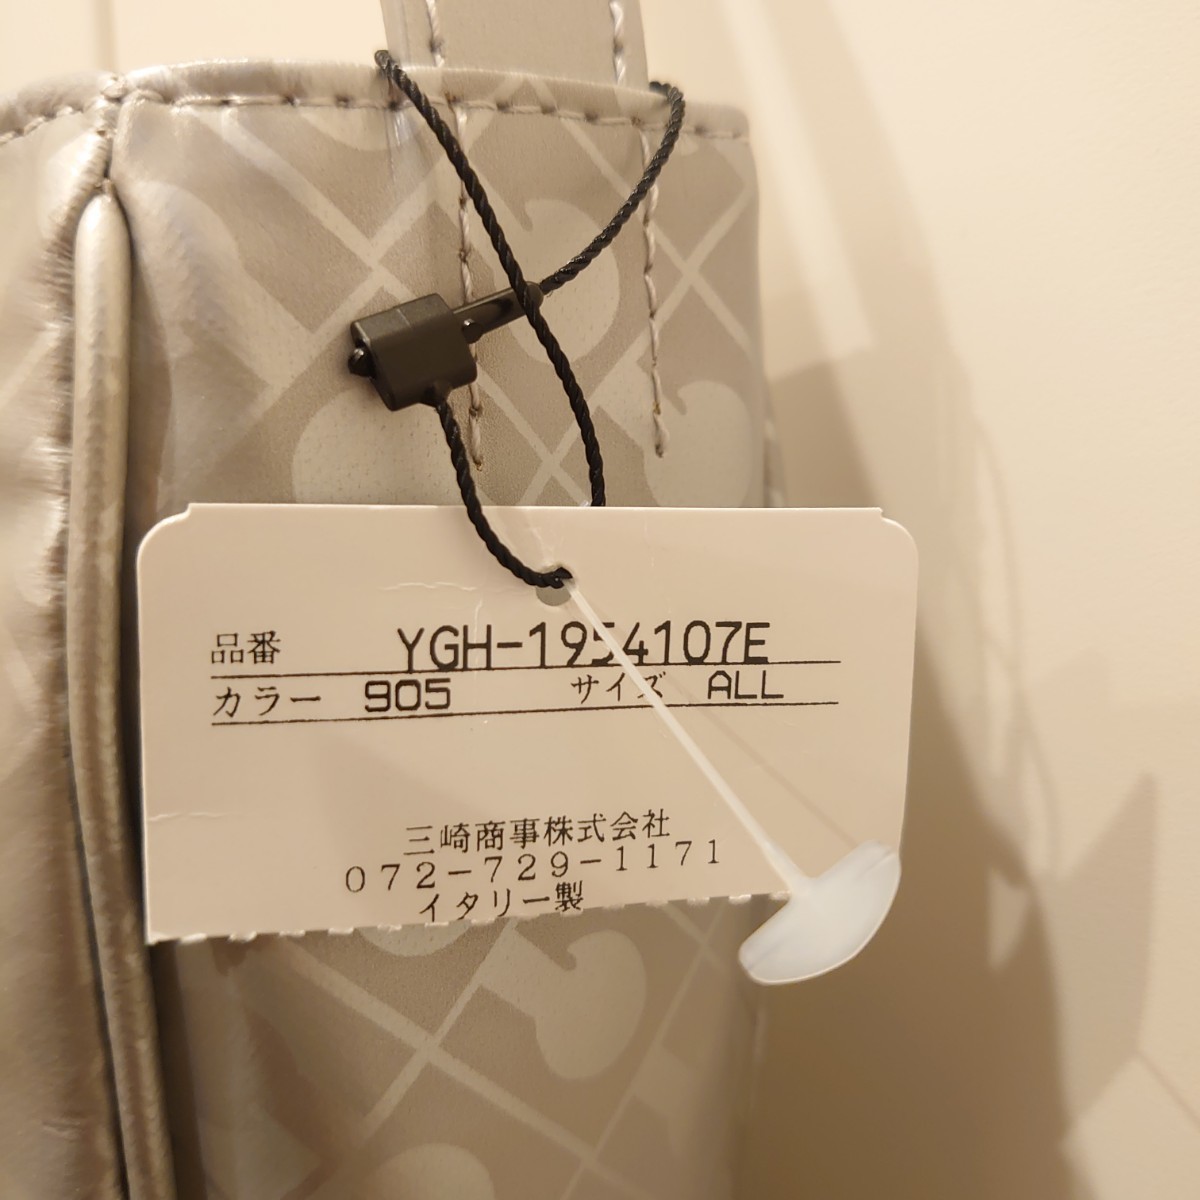 品番 YGH-1954107E
カラー 905 サイズ ALL
三崎商事株式会社
072-729-1171
イタリー製